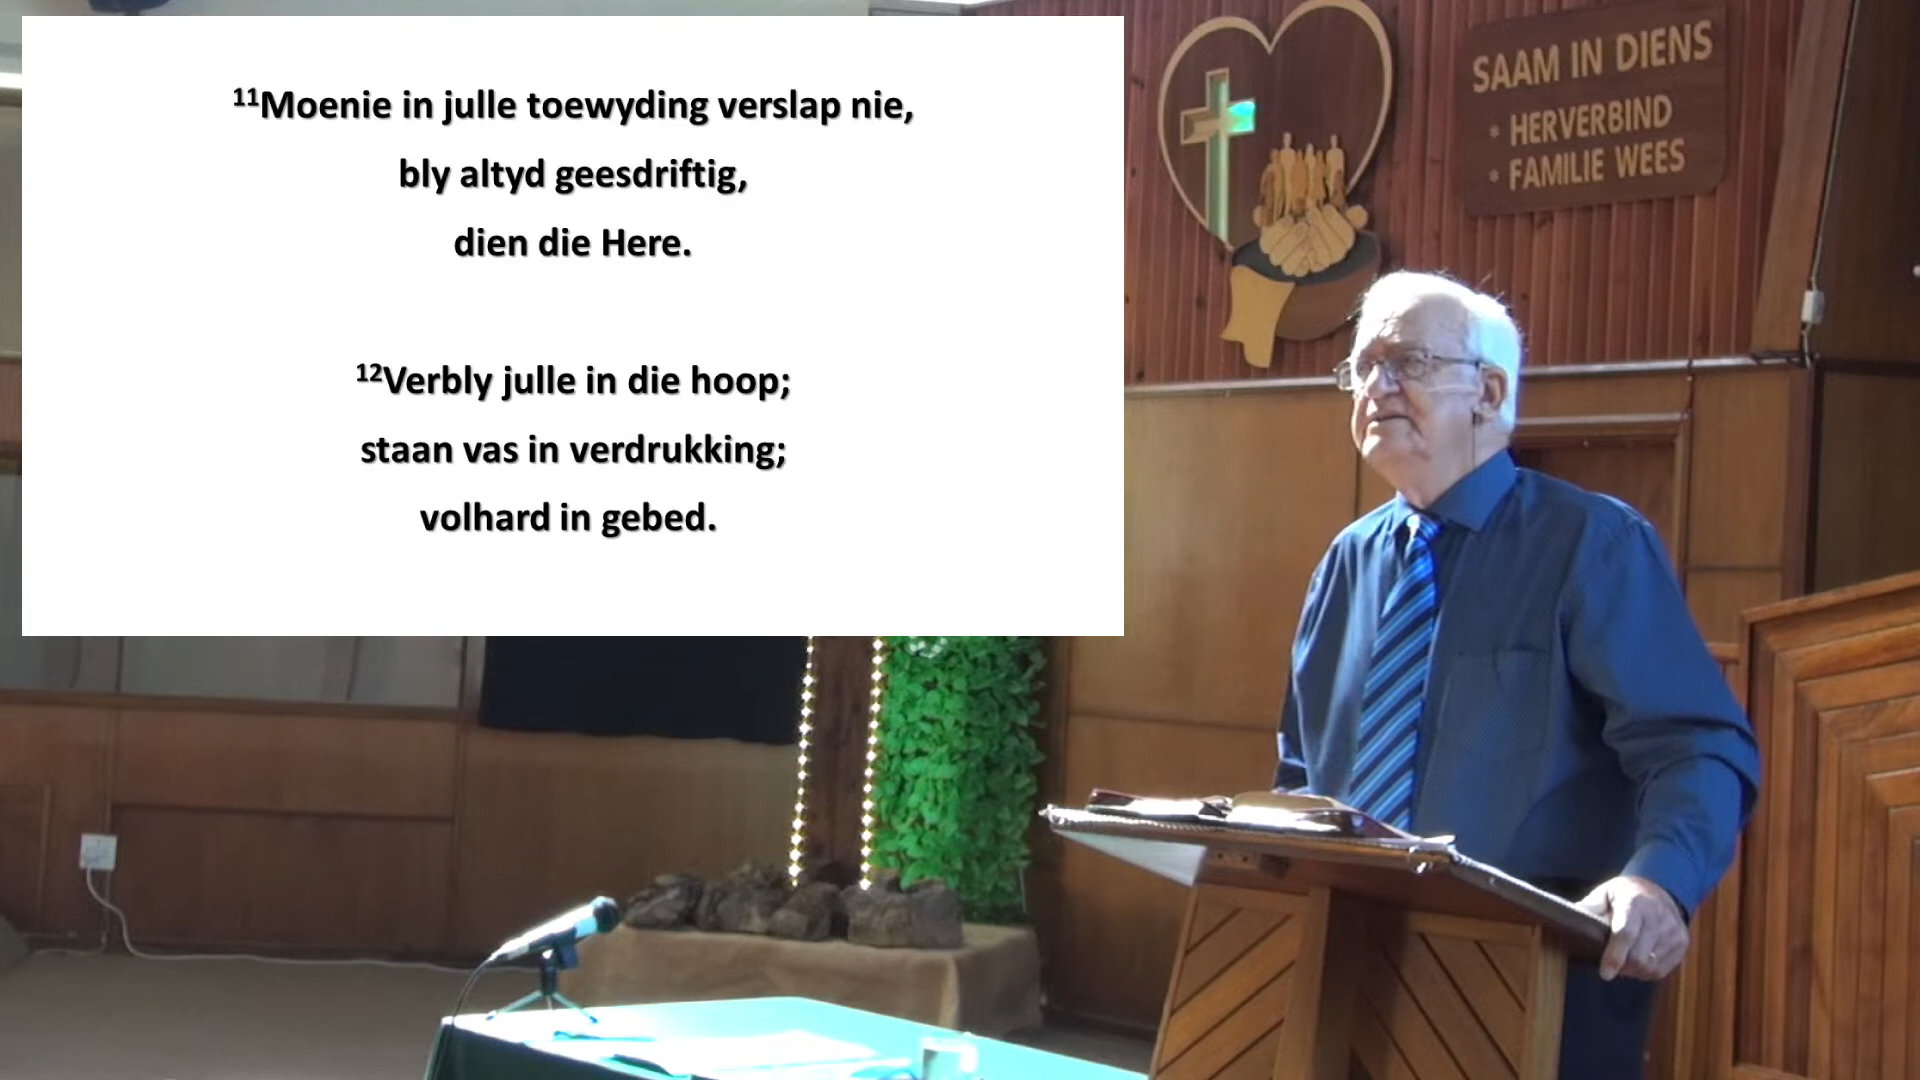 ¹¹Moenie in julle toewyding verslap nie,
bly altyd geesdriftig,
dien die Here.
¹²Verbly julle in die hoop;
staan vas in verdrukking;
volhard in gebed.
SAAM IN DIENS
* HERVERBIND
* FAMILIE WEES